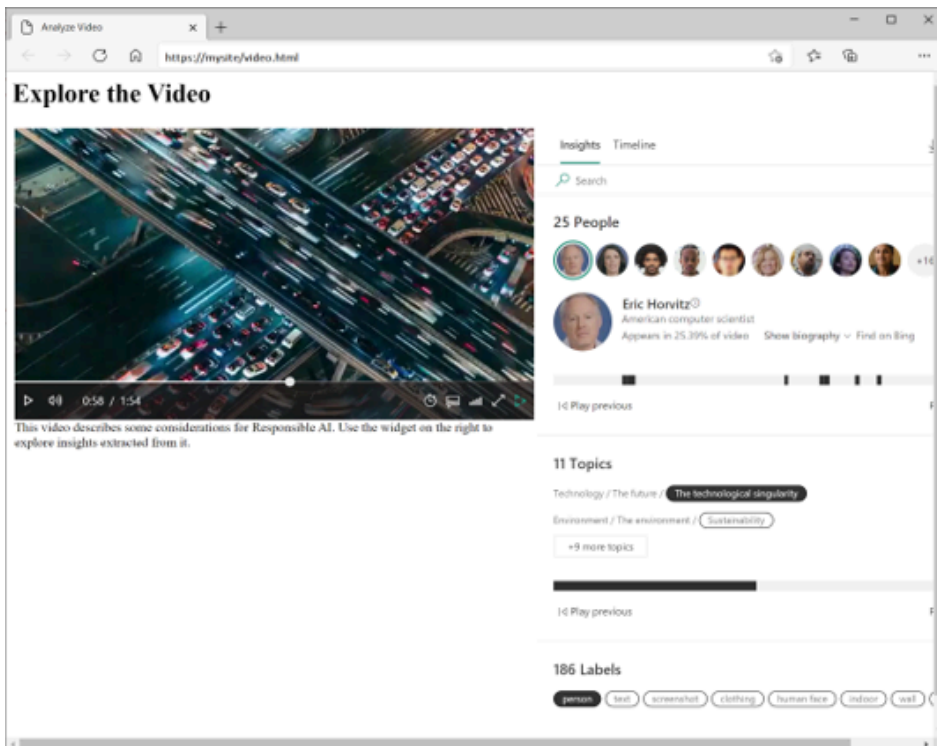 Analyze Video
https://mysite/video.html
Explore the Video
0:58 / 1:54
This video describes some considerations for Responsible AI. Use the widget on the right to
explore insights extracted from it.
Insights Timeline
Search
25 People
Eric Horvitz
American computer scientist
Appears in 25.39% of video Show biography Find on Bing
Play previous
11 Topics
Technology / The future / The technological singularity
Environment / The environment / Sustainability
+9 more topics
Play previous
186 Labels
person text screenshot clothing human face indoor wall